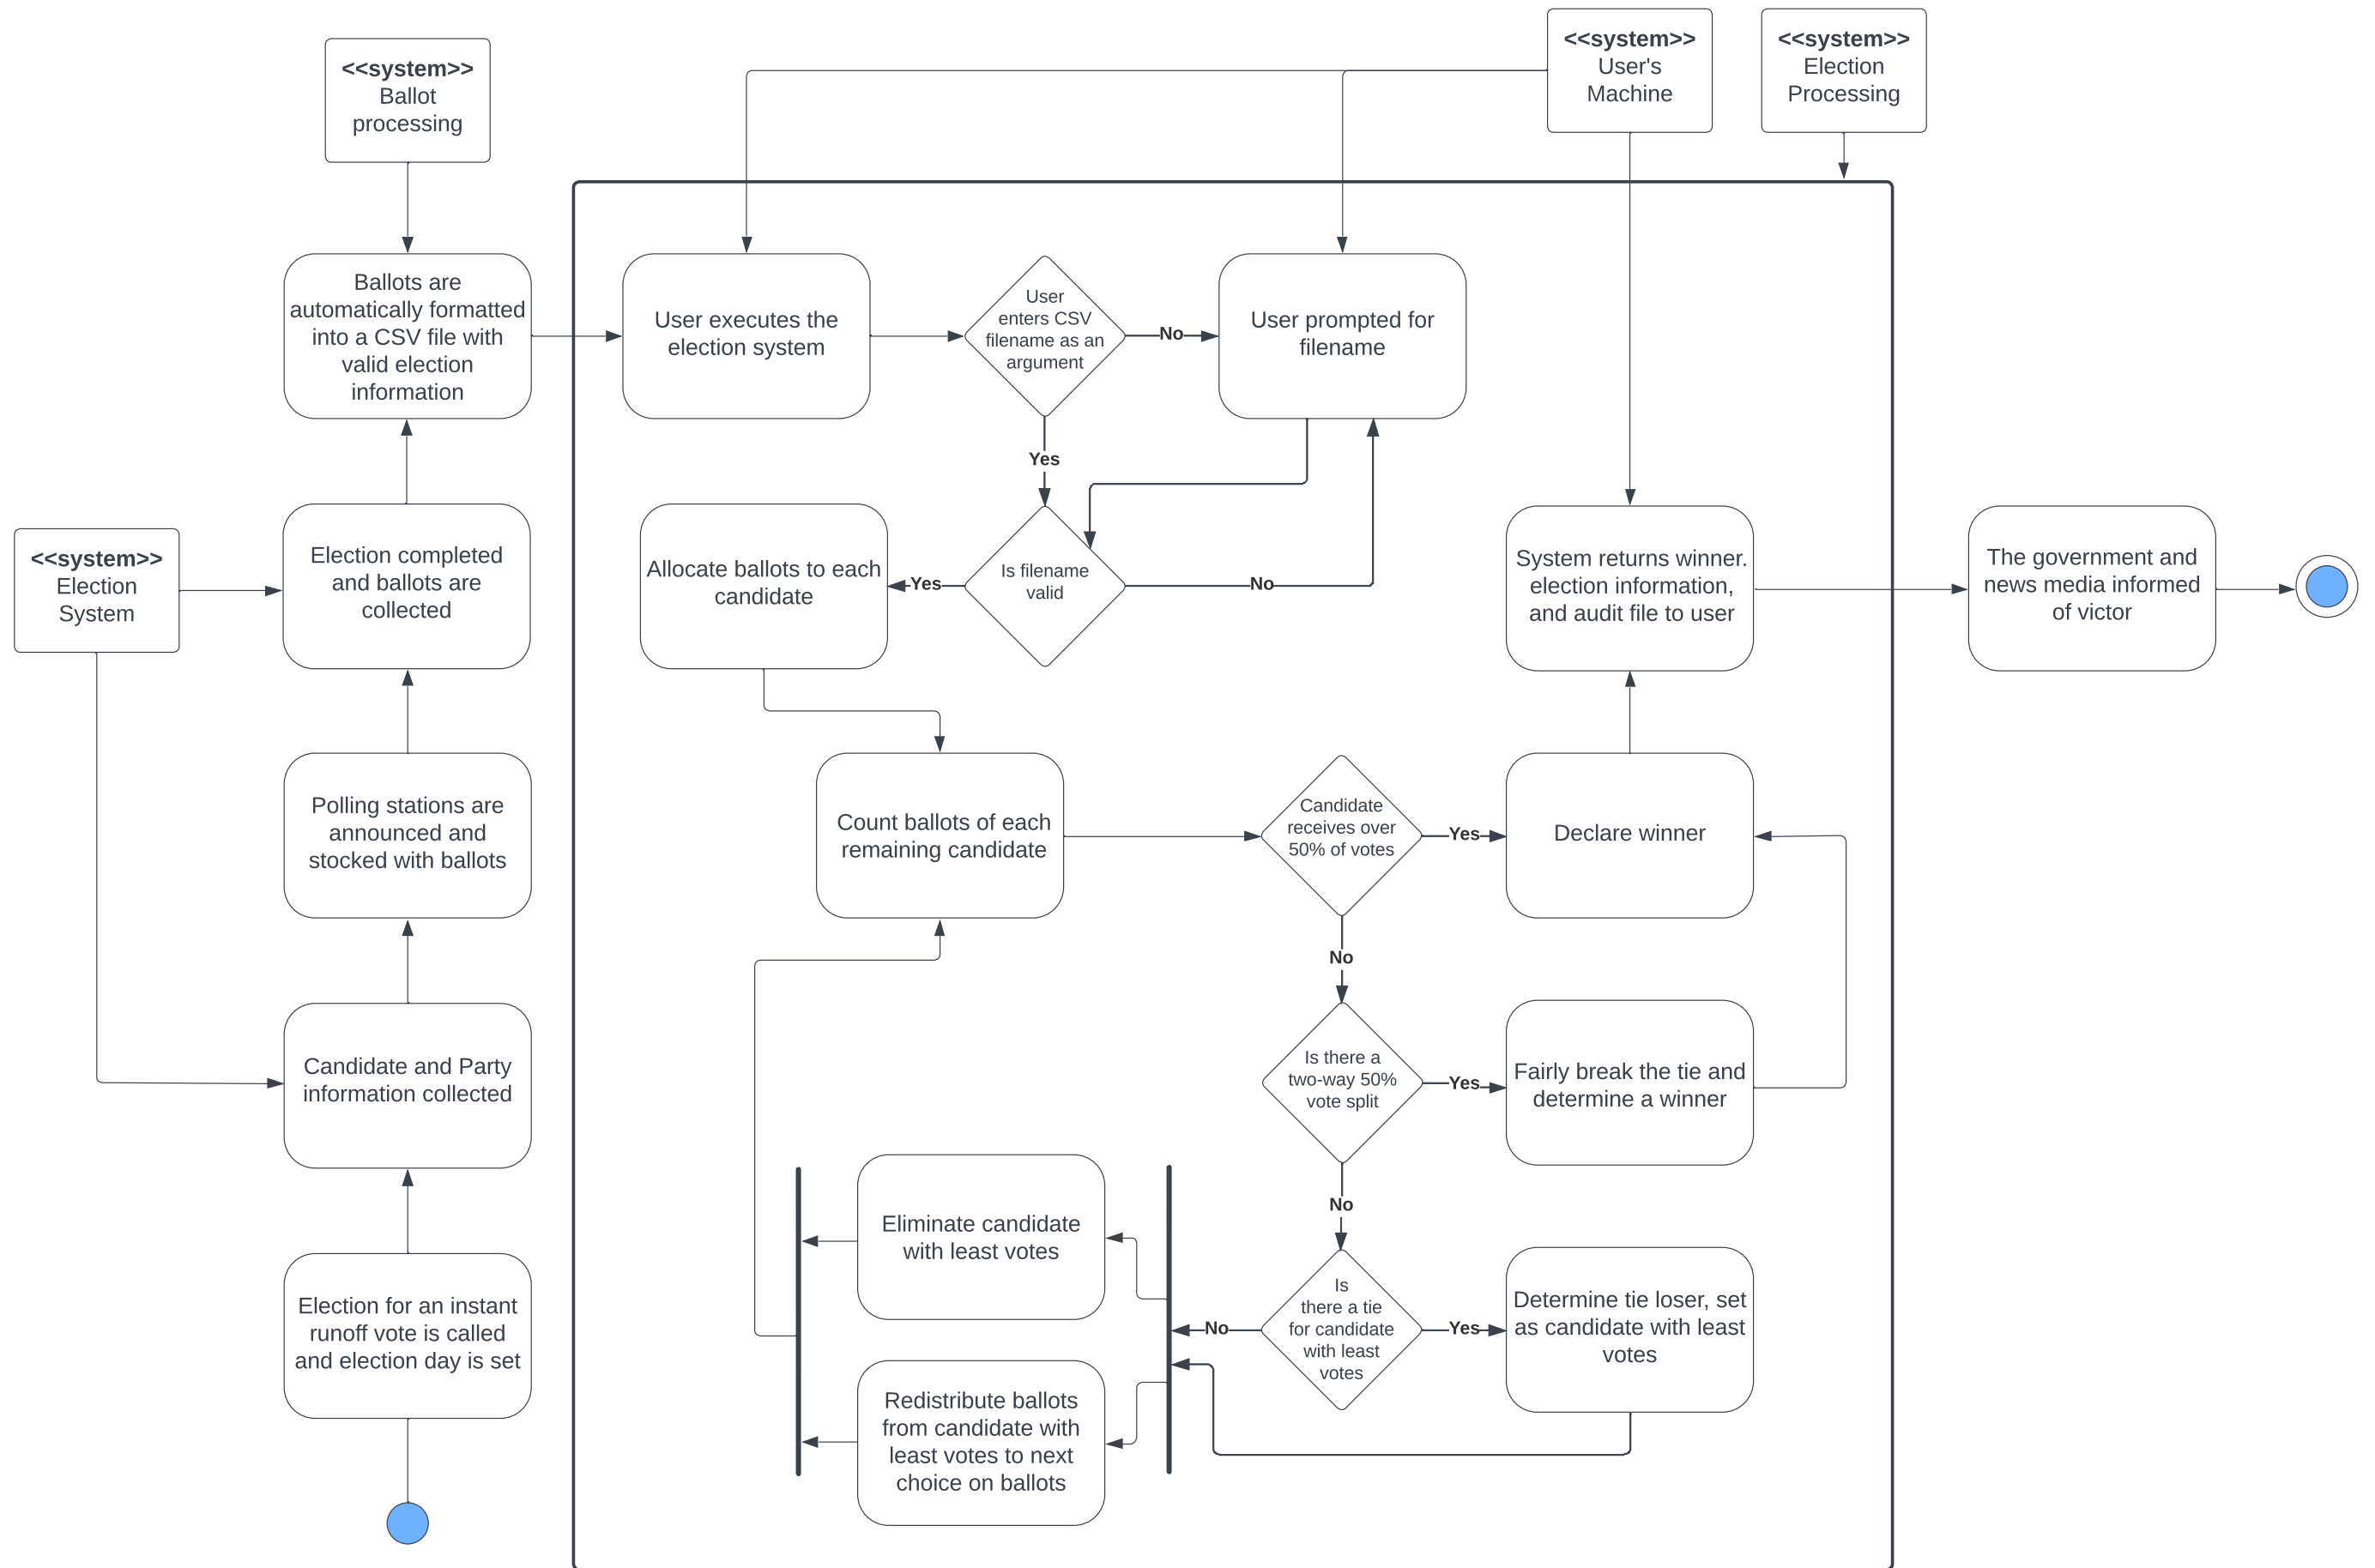 <<system>>
Ballot
processing
<<system>>
User's
Machine
<<system>>
Election
Processing
Ballots are
automatically formatted
into a CSV file with
valid election
information
User executes the
election system
User
enters CSV
filename as an
argument
No
User prompted for
filename
Yes
<<system>>
Election
System
Election completed
and ballots are
collected
Allocate ballots to each
candidate
Yes
Is filename
valid
No
System returns winner.
election information,
and audit file to user
The government and
news media informed
of victor
Polling stations are
announced and
stocked with ballots
Count ballots of each
remaining candidate
Candidate
receives over
50% of votes
Yes
Declare winner
No
Candidate and Party
information collected
Is there a
two-way 50%
vote split
Yes
Fairly break the tie and
determine a winner
No
Eliminate candidate
with least votes
Election for an instant
runoff vote is called
and election day is set
No
Is
there a tie
for candidate
with least
votes
Yes
Determine tie loser, set
as candidate with least
votes
Redistribute ballots
from candidate with
least votes to next
choice on ballots